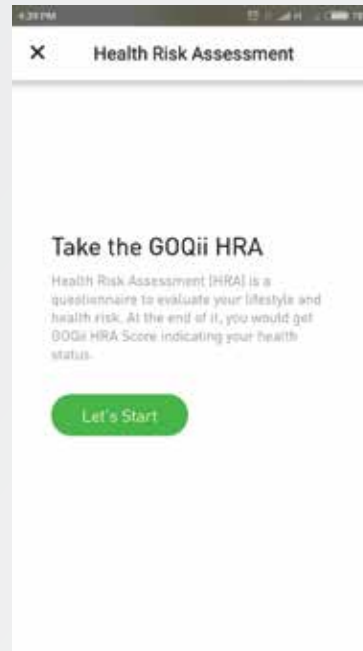 4:39 PM
Health Risk Assessment
Take the GOQii HRA
Health Risk Assessment (HRA) is a
questionnaire to evaluate your lifestyle and
health risk. At the end of it, you would get
GOQii HRA Score indicating your health
status.
Let's Start